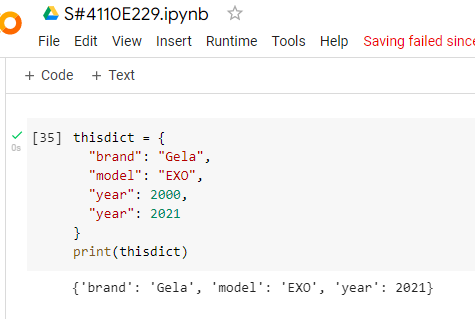 S#4110E229.ipynb
File Edit View Insert Runtime Tools Help Saving failed since
+ Code + Text
[35] thisdict = {
"brand": "Gela",
"model": "EXO",
"year": 2000,
"year": 2021
}
print(thisdict)
0s
{'brand': 'Gela', 'model': 'EXO', 'year': 2021}